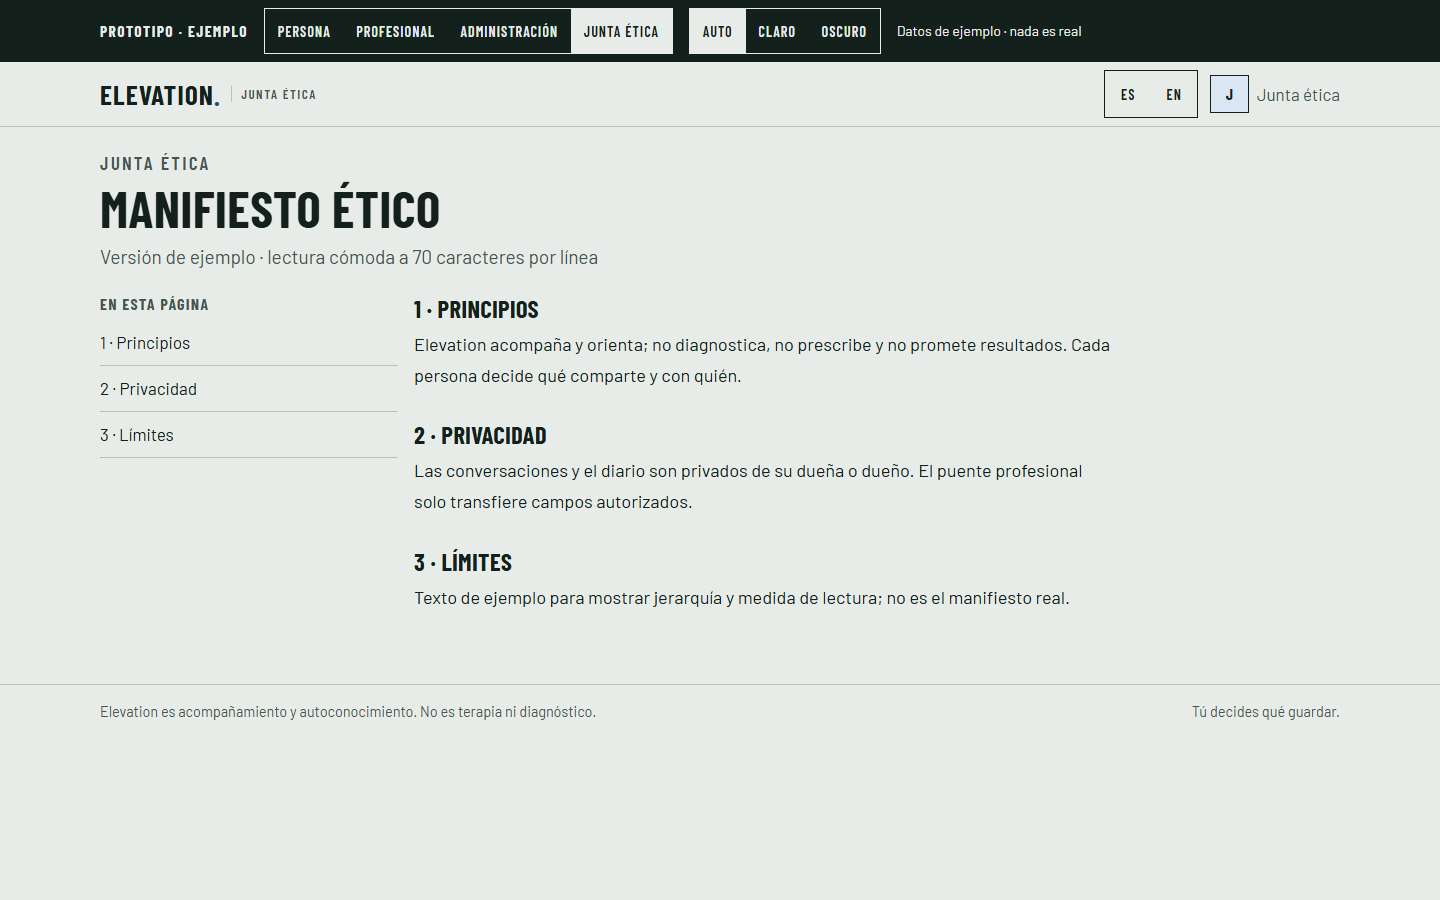 PROTOTIPO · EJEMPLO
PERSONA PROFESIONAL ADMINISTRACIÓN JUNTA ÉTICA
AUTO CLARO OSCURO
Datos de ejemplo · nada es real
ELEVATION.
JUNTA ÉTICA
ES EN
J
Junta ética
JUNTA ÉTICA
MANIFIESTO ÉTICO
Versión de ejemplo · lectura cómoda a 70 caracteres por línea
EN ESTA PÁGINA
1 · Principios
2 · Privacidad
3 · Límites
1 · PRINCIPIOS
Elevation acompaña y orienta; no diagnostica, no prescribe y no promete resultados. Cada
persona decide qué comparte y con quién.
2 · PRIVACIDAD
Las conversaciones y el diario son privados de su dueña o dueño. El puente profesional
solo transfiere campos autorizados.
3 · LÍMITES
Texto de ejemplo para mostrar jerarquía y medida de lectura; no es el manifiesto real.
Elevation es acompañamiento y autoconocimiento. No es terapia ni diagnóstico.
Tú decides qué guardar.